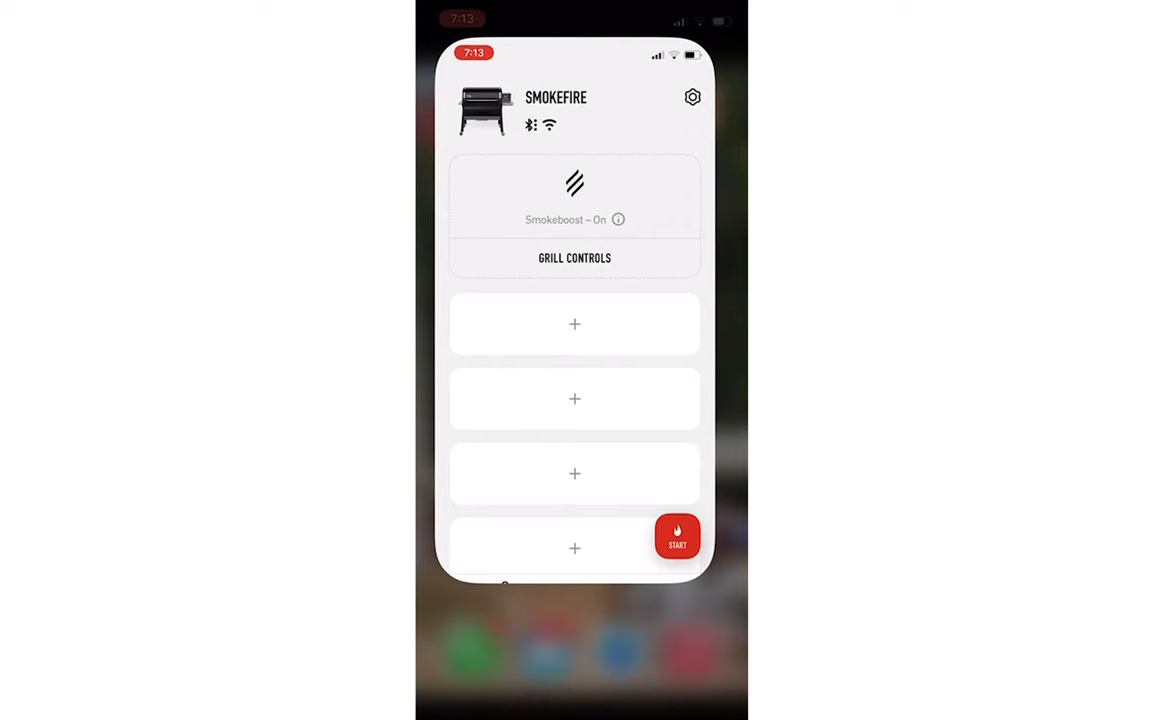 7:13
7:13
SMOKEFIRE
Smokeboost – On
GRILL CONTROLS
START